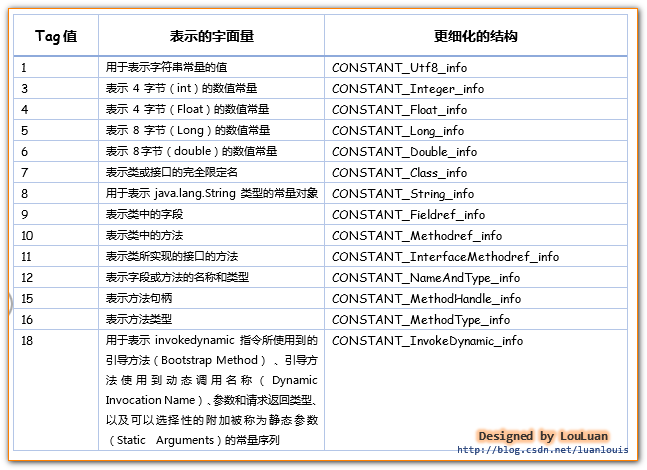 Tag 值 表示的字面量 更细化的结构
1 用于表示字符串常量的值 CONSTANT_Utf8_info
3 表示 4 字节（int）的数值常量 CONSTANT_Integer_info
4 表示 4 字节（Float）的数值常量 CONSTANT_Float_info
5 表示 8 字节（Long）的数值常量 CONSTANT_Long_info
6 表示 8字节（double）的数值常量 CONSTANT_Double_info
7 表示类或接口的完全限定名 CONSTANT_Class_info
8 用于表示 java.lang.String 类型的常量对象 CONSTANT_String_info
9 表示类中的字段 CONSTANT_Fieldref_info
10 表示类中的方法 CONSTANT_Methodref_info
11 表示类所实现的接口的方法 CONSTANT_InterfaceMethodref_info
12 表示字段或方法的名称和类型 CONSTANT_NameAndType_info
15 表示方法句柄 CONSTANT_MethodHandle_info
16 表示方法类型 CONSTANT_MethodType_info
18 用于表示 invokedynamic 指令所使用到的 CONSTANT_InvokeDynamic_info
引导方法（Bootstrap Method）、引导方
法使用到动态调用名称（Dynamic
Invocation Name）、参数和请求返回类型、
以及可以选择性的附加被称为静态参数
（Static Arguments）的常量序列
Designed by LouLuan
http://blog.csdn.net/luanlouis